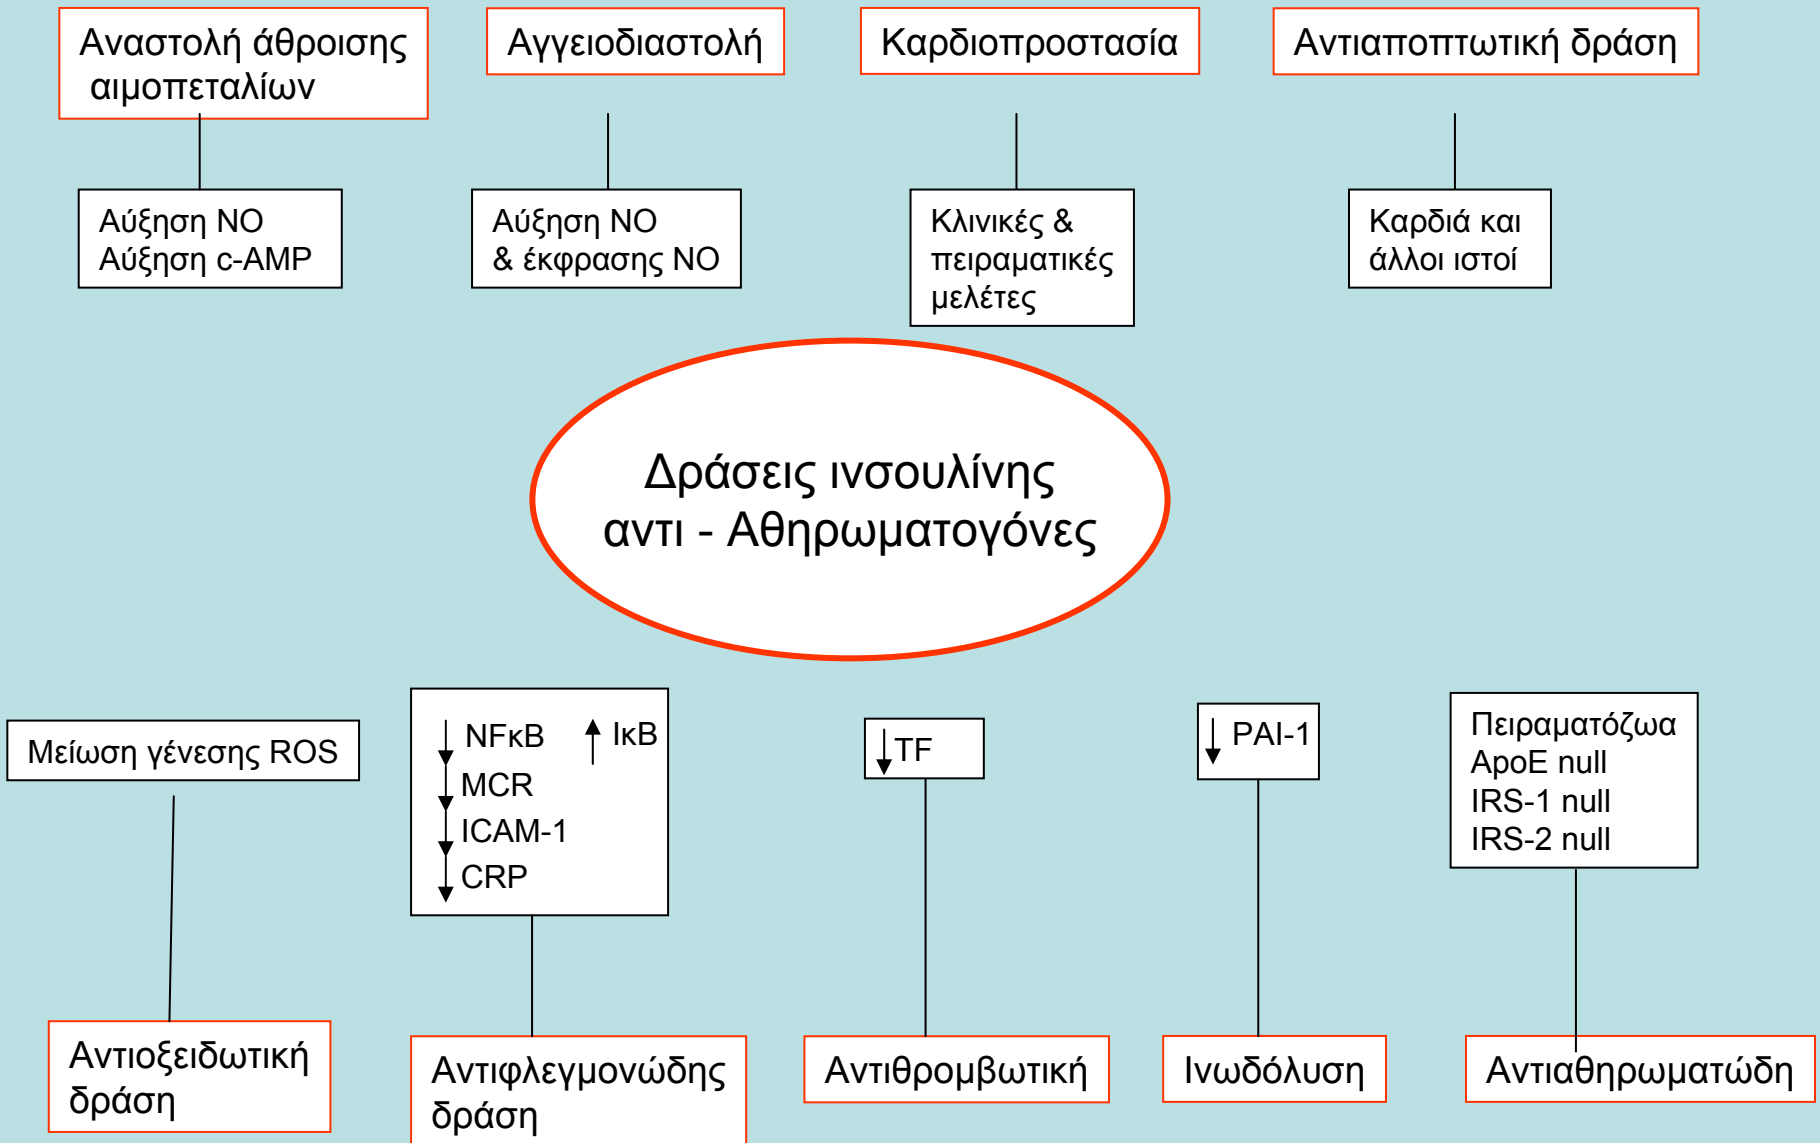 Αναστολή άθροισης
αιμοπεταλίων
Αγγειοδιαστολή
Καρδιοπροστασία
Αντιαποπτωτική δράση
Αύξηση NO
Αύξηση c-AMP
Αύξηση NO
& έκφρασης NO
Κλινικές &
πειραματικές
μελέτες
Καρδιά και
άλλοι ιστοί
Δράσεις ινσουλίνης
αντι - Αθηρωματογόνες
Μείωση γένεσης ROS
↓ NFκB ↑ IκB
↓ MCR
↓ ICAM-1
↓ CRP
↓ TF
↓ PAI-1
Πειραματόζωα
ApoE null
IRS-1 null
IRS-2 null
Αντιοξειδωτική
δράση
Αντιφλεγμονώδης
δράση
Αντιθρομβωτική
Ινωδόλυση
Αντιαθηρωματώδη